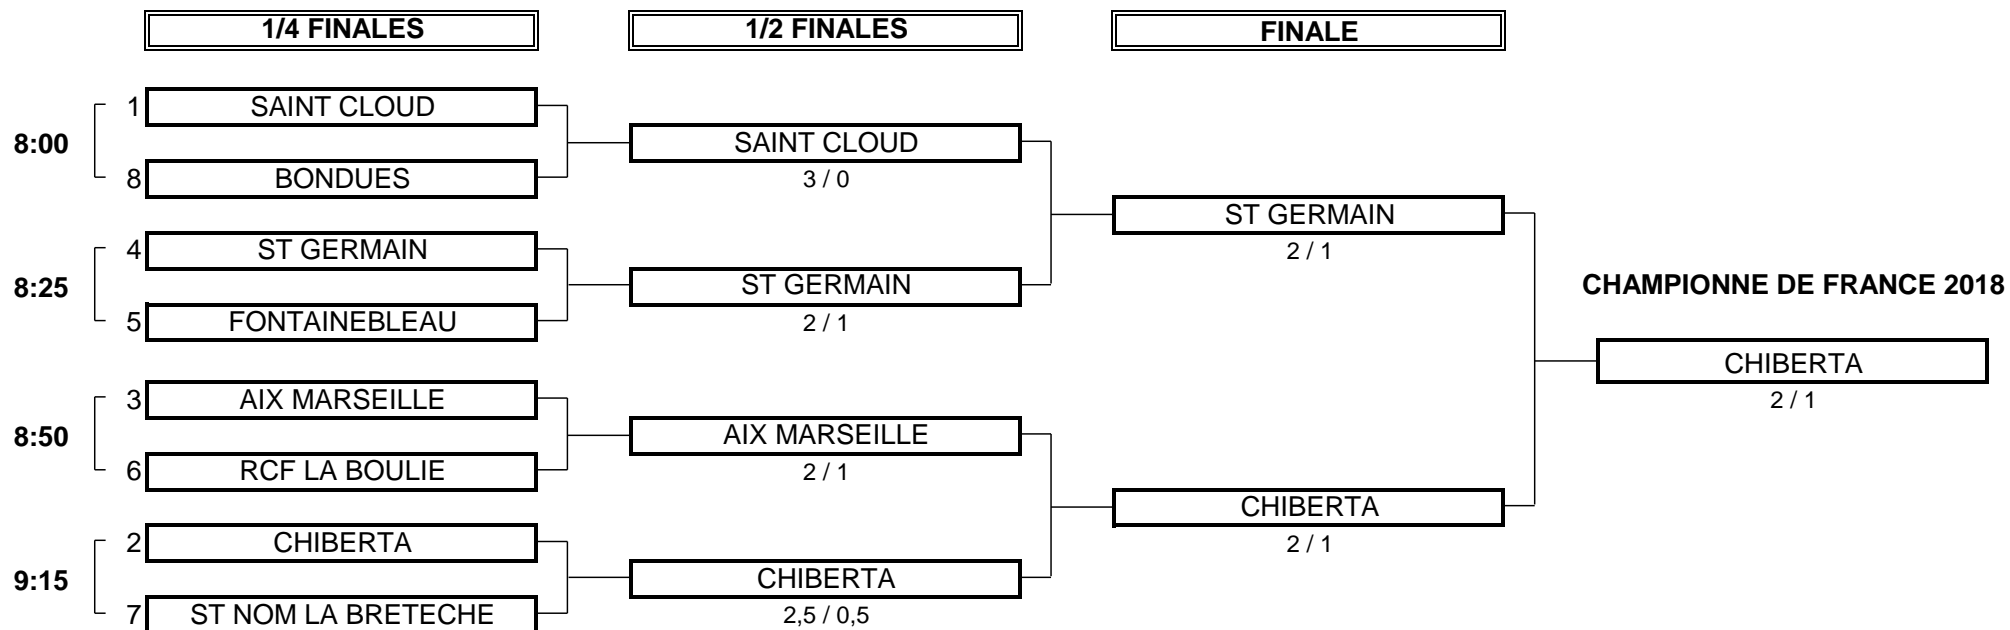 1/4 FINALES
1/2 FINALES
FINALE
1 SAINT CLOUD
8:00
8 BONDUES
SAINT CLOUD
3 / 0
4 ST GERMAIN
8:25
5 FONTAINEBLEAU
ST GERMAIN
2 / 1
ST GERMAIN
2 / 1
3 AIX MARSEILLE
8:50
6 RCF LA BOULIE
AIX MARSEILLE
2 / 1
2 CHIBERTA
9:15
7 ST NOM LA BRETECHE
CHIBERTA
2,5 / 0,5
CHIBERTA
2 / 1
CHAMPIONNE DE FRANCE 2018
CHIBERTA
2 / 1